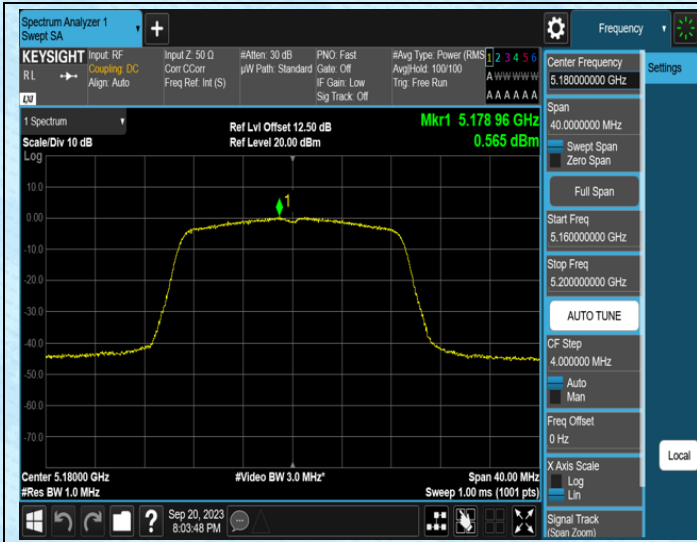 Spectrum Analyzer 1
Swept SA
+
Frequency
KEYSIGHT
RL
LXI
Input: RF
Coupling: DC
Align: Auto
Input Z: 50 Ω
Corr CCorr
Freq Ref: Int (S)
#Atten: 30 dB
µW Path: Standard
PNO: Fast
Gate: Off
IF Gain: Low
Sig Track: Off
#Avg Type: Power (RMS
Avg|Hold: 100/100
Trig: Free Run
1 2 3 4 5 6
A W W W W W
A A A A A A
1 Spectrum
Scale/Div 10 dB
Log
Ref Lvl Offset 12.50 dB
Ref Level 20.00 dBm
Mkr1 5.178 96 GHz
0.565 dBm
1
10.0
0.00
-10.0
-20.0
-30.0
-40.0
-50.0
-60.0
-70.0
Center 5.18000 GHz
#Res BW 1.0 MHz
#Video BW 3.0 MHz*
Span 40.00 MHz
Sweep 1.00 ms (1001 pts)
?
Sep 20, 2023
8:03:48 PM
Center Frequency
5.180000000 GHz
Span
40.0000000 MHz
Swept Span
Zero Span
Full Span
Start Freq
5.160000000 GHz
Stop Freq
5.200000000 GHz
AUTO TUNE
CF Step
4.000000 MHz
Auto
Man
Freq Offset
0 Hz
X Axis Scale
Log
Lin
Signal Track
(Span Zoom)
Settings
Local